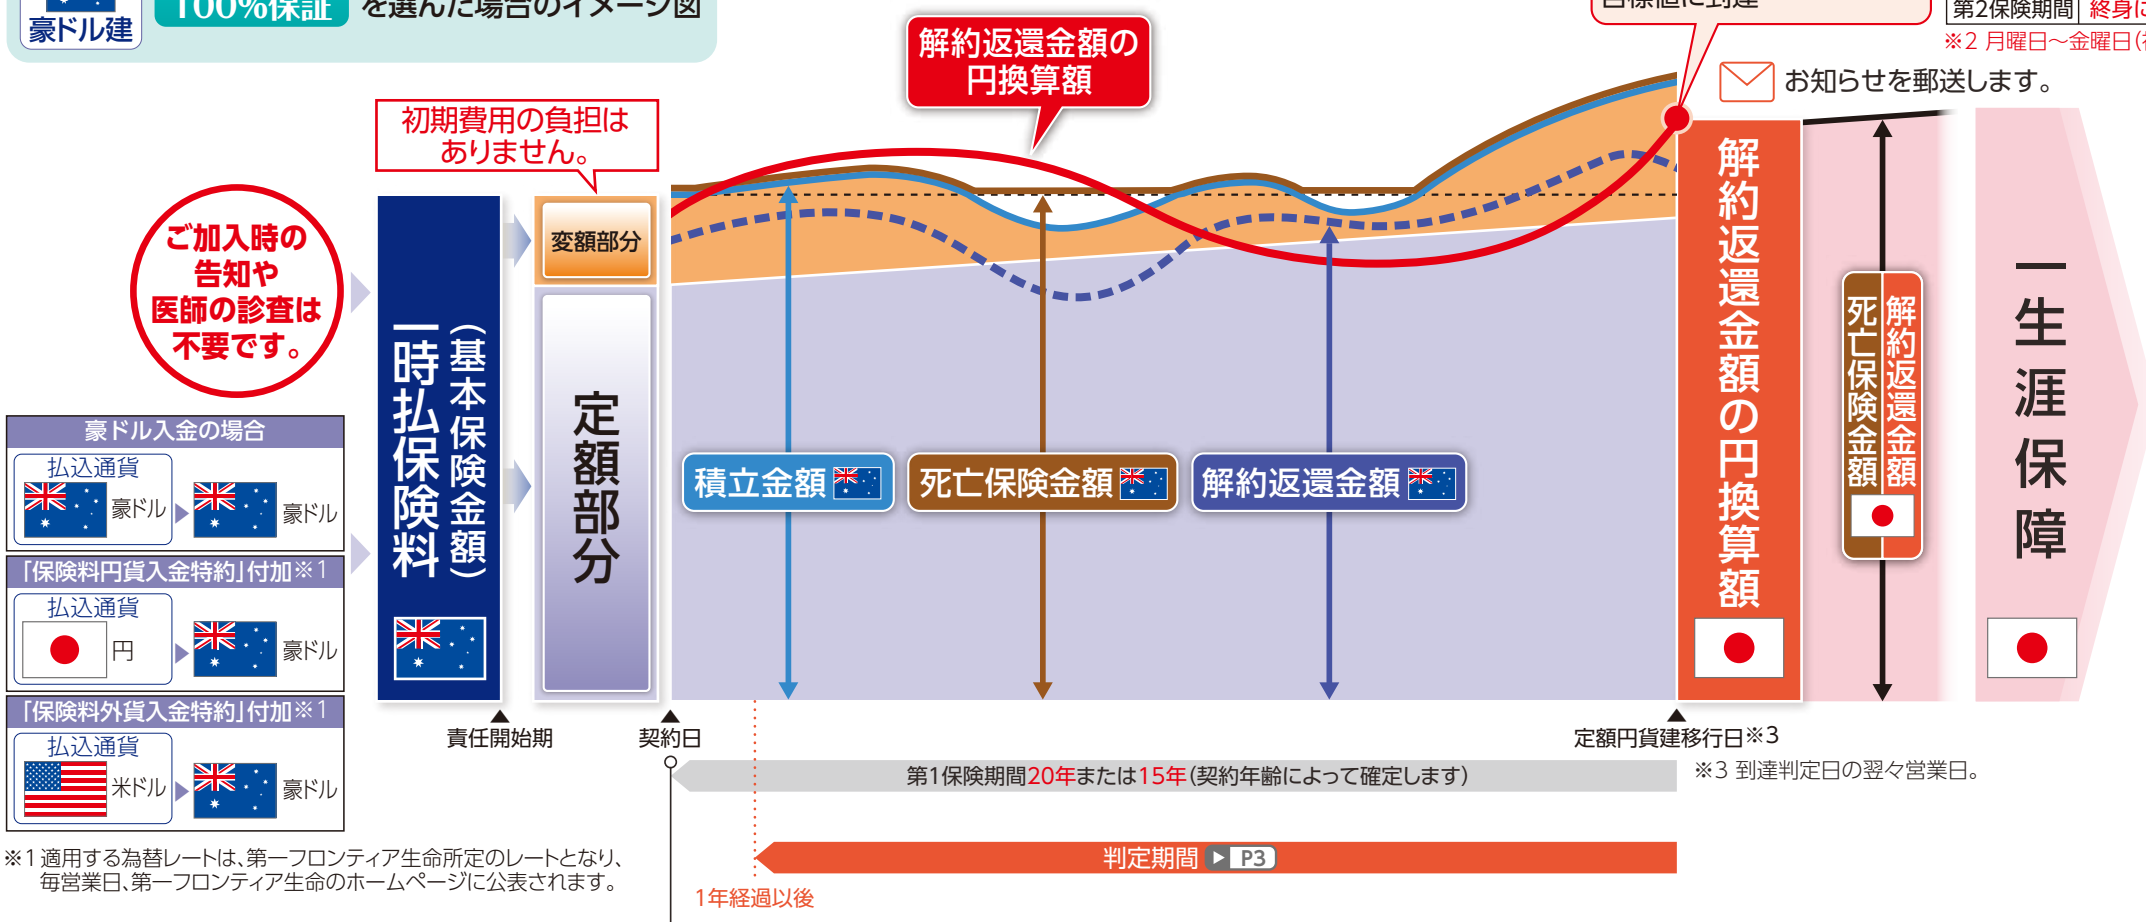 豪ドル建
100%保証 を選んだ場合のイメージ図
目標値に到達
第2保険期間 終身に
※2 月曜日～金曜日(
お知らせを郵送します。
解約返還金額の
円換算額
初期費用の負担は
ありません。
ご加入時の
告知や
医師の診査は
不要です。
豪ドル入金の場合
払込通貨
豪ドル
豪ドル
「保険料円貨入金特約」付加※1
払込通貨
円
豪ドル
「保険料外貨入金特約」付加※1
払込通貨
米ドル
豪ドル
※1 適用する為替レートは、第一フロンティア生命所定のレートとなり、
毎営業日、第一フロンティア生命のホームページに公表されます。
一時払保険料
(基本保険金額)
変額部分
定額部分
積立金額
死亡保険金額
解約返還金額
解約返還金額の円換算額
死亡保険金額
解約返還金額
一生涯保障
責任開始期
契約日
定額円貨建移行日※3
第1保険期間20年または15年(契約年齢によって確定します)
※3 到達判定日の翌々営業日。
判定期間 P3
1年経過以後